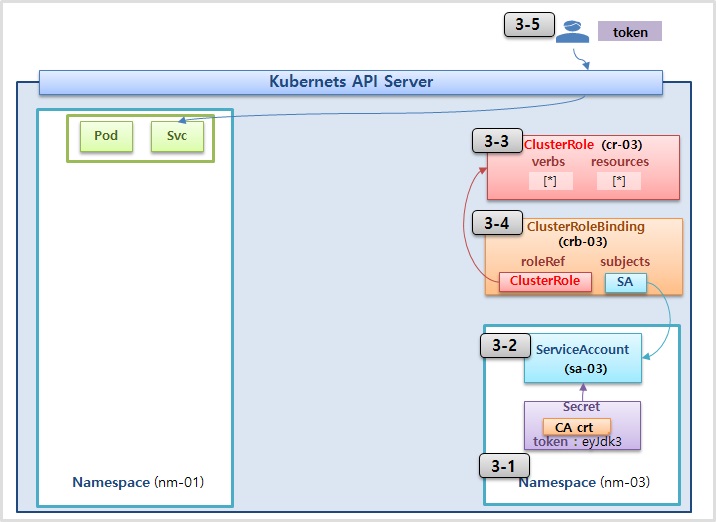 3-5
token
Kubernets API Server
Pod
Svc
3-3
ClusterRole (cr-03)
verbs resources
[*] [*]
3-4
ClusterRoleBinding
(crb-03)
roleRef subjects
ClusterRole SA
3-2
ServiceAccount
(sa-03)
Secret
CA crt
token : eyJdk3
3-1
Namespace (nm-01)
Namespace (nm-03)